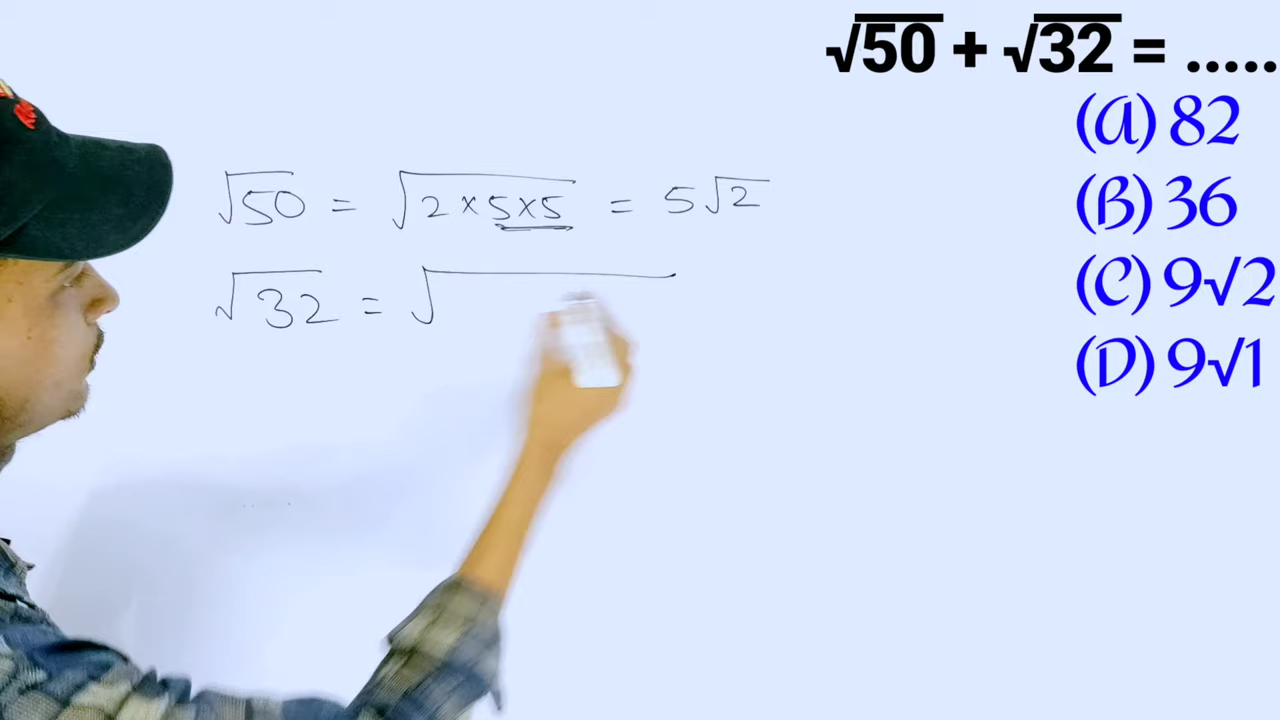 √50 + √32 = .....
(A) 82
(B) 36
(C) 9√2
(D) 9√1
√50 = √2 × 5×5 = 5√2
√32 = √